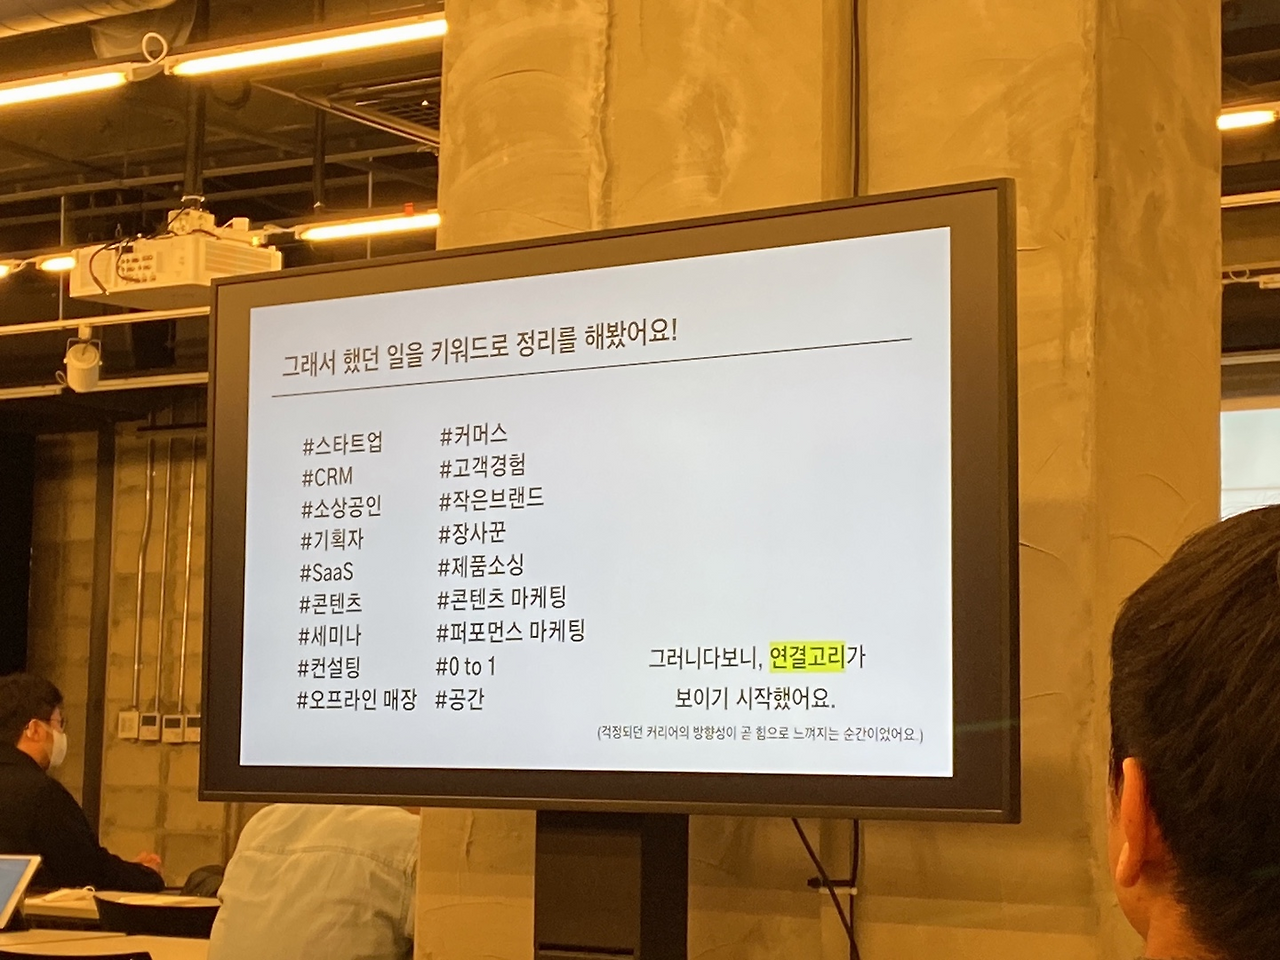 그래서 했던 일을 키워드로 정리를 해봤어요!
#스타트업
#CRM
#소상공인
#기획자
#SaaS
#콘텐츠
#세미나
#컨설팅
#오프라인 매장
#커머스
#고객경험
#작은브랜드
#장사꾼
#제품소싱
#콘텐츠 마케팅
#퍼포먼스 마케팅
#0 to 1
#공간
그러니다보니, 연결고리가
보이기 시작했어요.
(걱정되던 커리어의 방향성이 곧 힘으로 느껴지는 순간이었어요.)